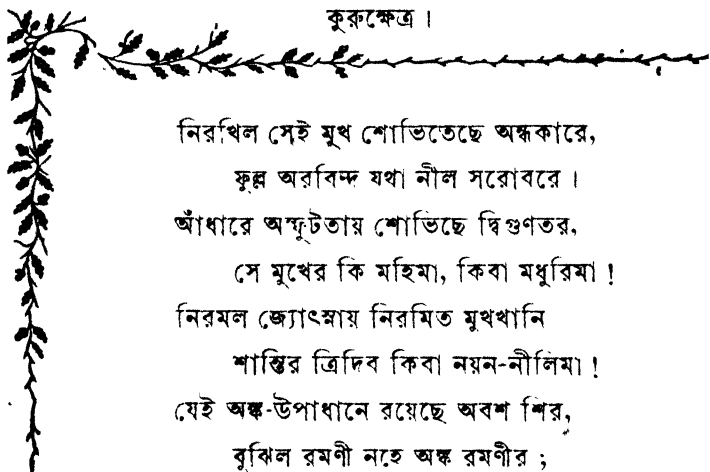 কুরুক্ষেত্র।
নিরখিল সেই মুখ শোভিতেছে অন্ধকারে,
ফুল্ল অরবিন্দ যথা নীল সরোবরে।
আঁধারে অস্ফুটতায় শোভিছে দ্বিগুণতর,
সে মুখের কি মহিমা, কিবা মধুরিমা!
নিরমল জ্যোৎস্নায় নিরমিত মুখখানি
শান্তির ত্রিদিব কিবা নয়ন-নীলিমা!
যেই অঙ্ক-উপাধানে রয়েছে অবশ শির,
বুঝিল রমণী নহে অঙ্ক রমণীর;